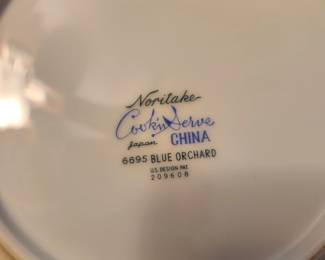 Noritake
Cook'n Serve
Japan CHINA
6695 BLUE ORCHARD
U.S. DESIGN PAT.
209608